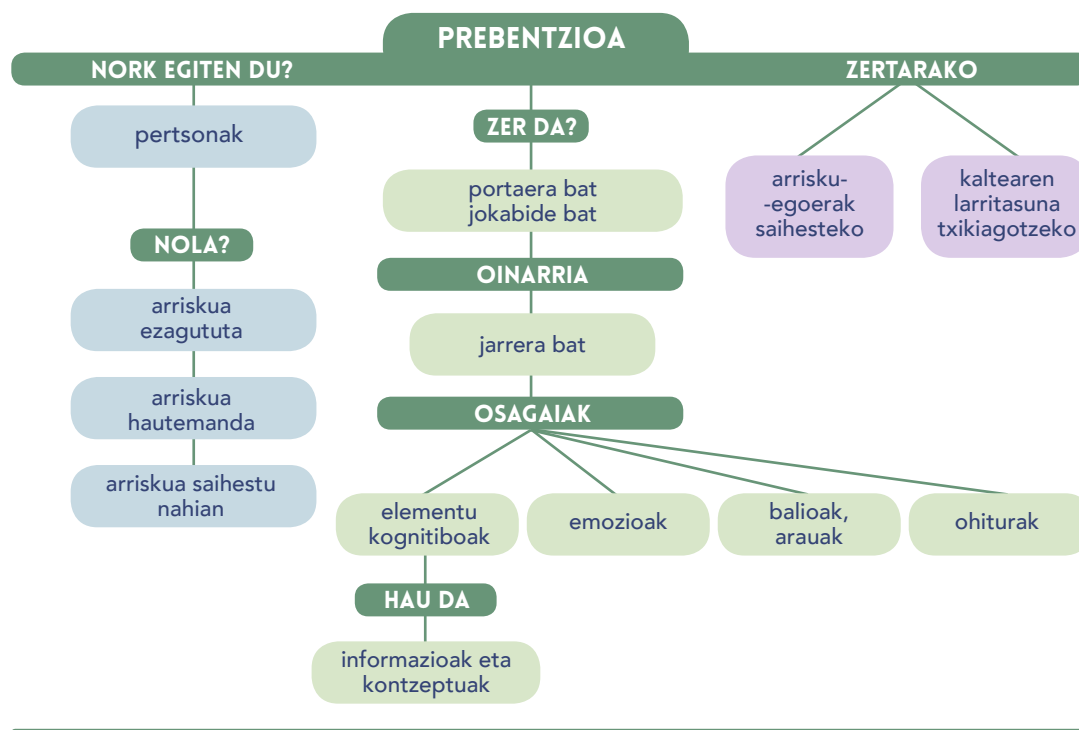 PREBENTZIOA
NORK EGITEN DU?
pertsonak
NOLA?
arriskua
ezagututa
arriskua
hautemanda
arriskua saihestu
nahian
ZER DA?
portaera bat
jokabide bat
OINARRIA
jarrera bat
OSAGAIAK
elementu
kognitiboak
emozioak
balioak,
arauak
ohiturak
HAU DA
informazioak eta
kontzeptuak
ZERTARAKO
arrisku-
-egoerak
saihesteko
kaltearen
larritasuna
txikiagotzeko